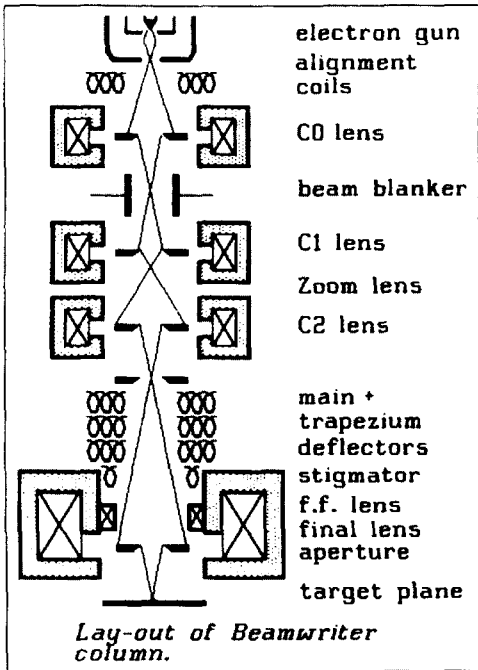 electron gun
alignment
coils
C0 lens
beam blanker
C1 lens
Zoom lens
C2 lens
main +
trapezium
deflectors
stigmator
f.f. lens
final lens
aperture
target plane
Lay-out of Beamwriter
column.